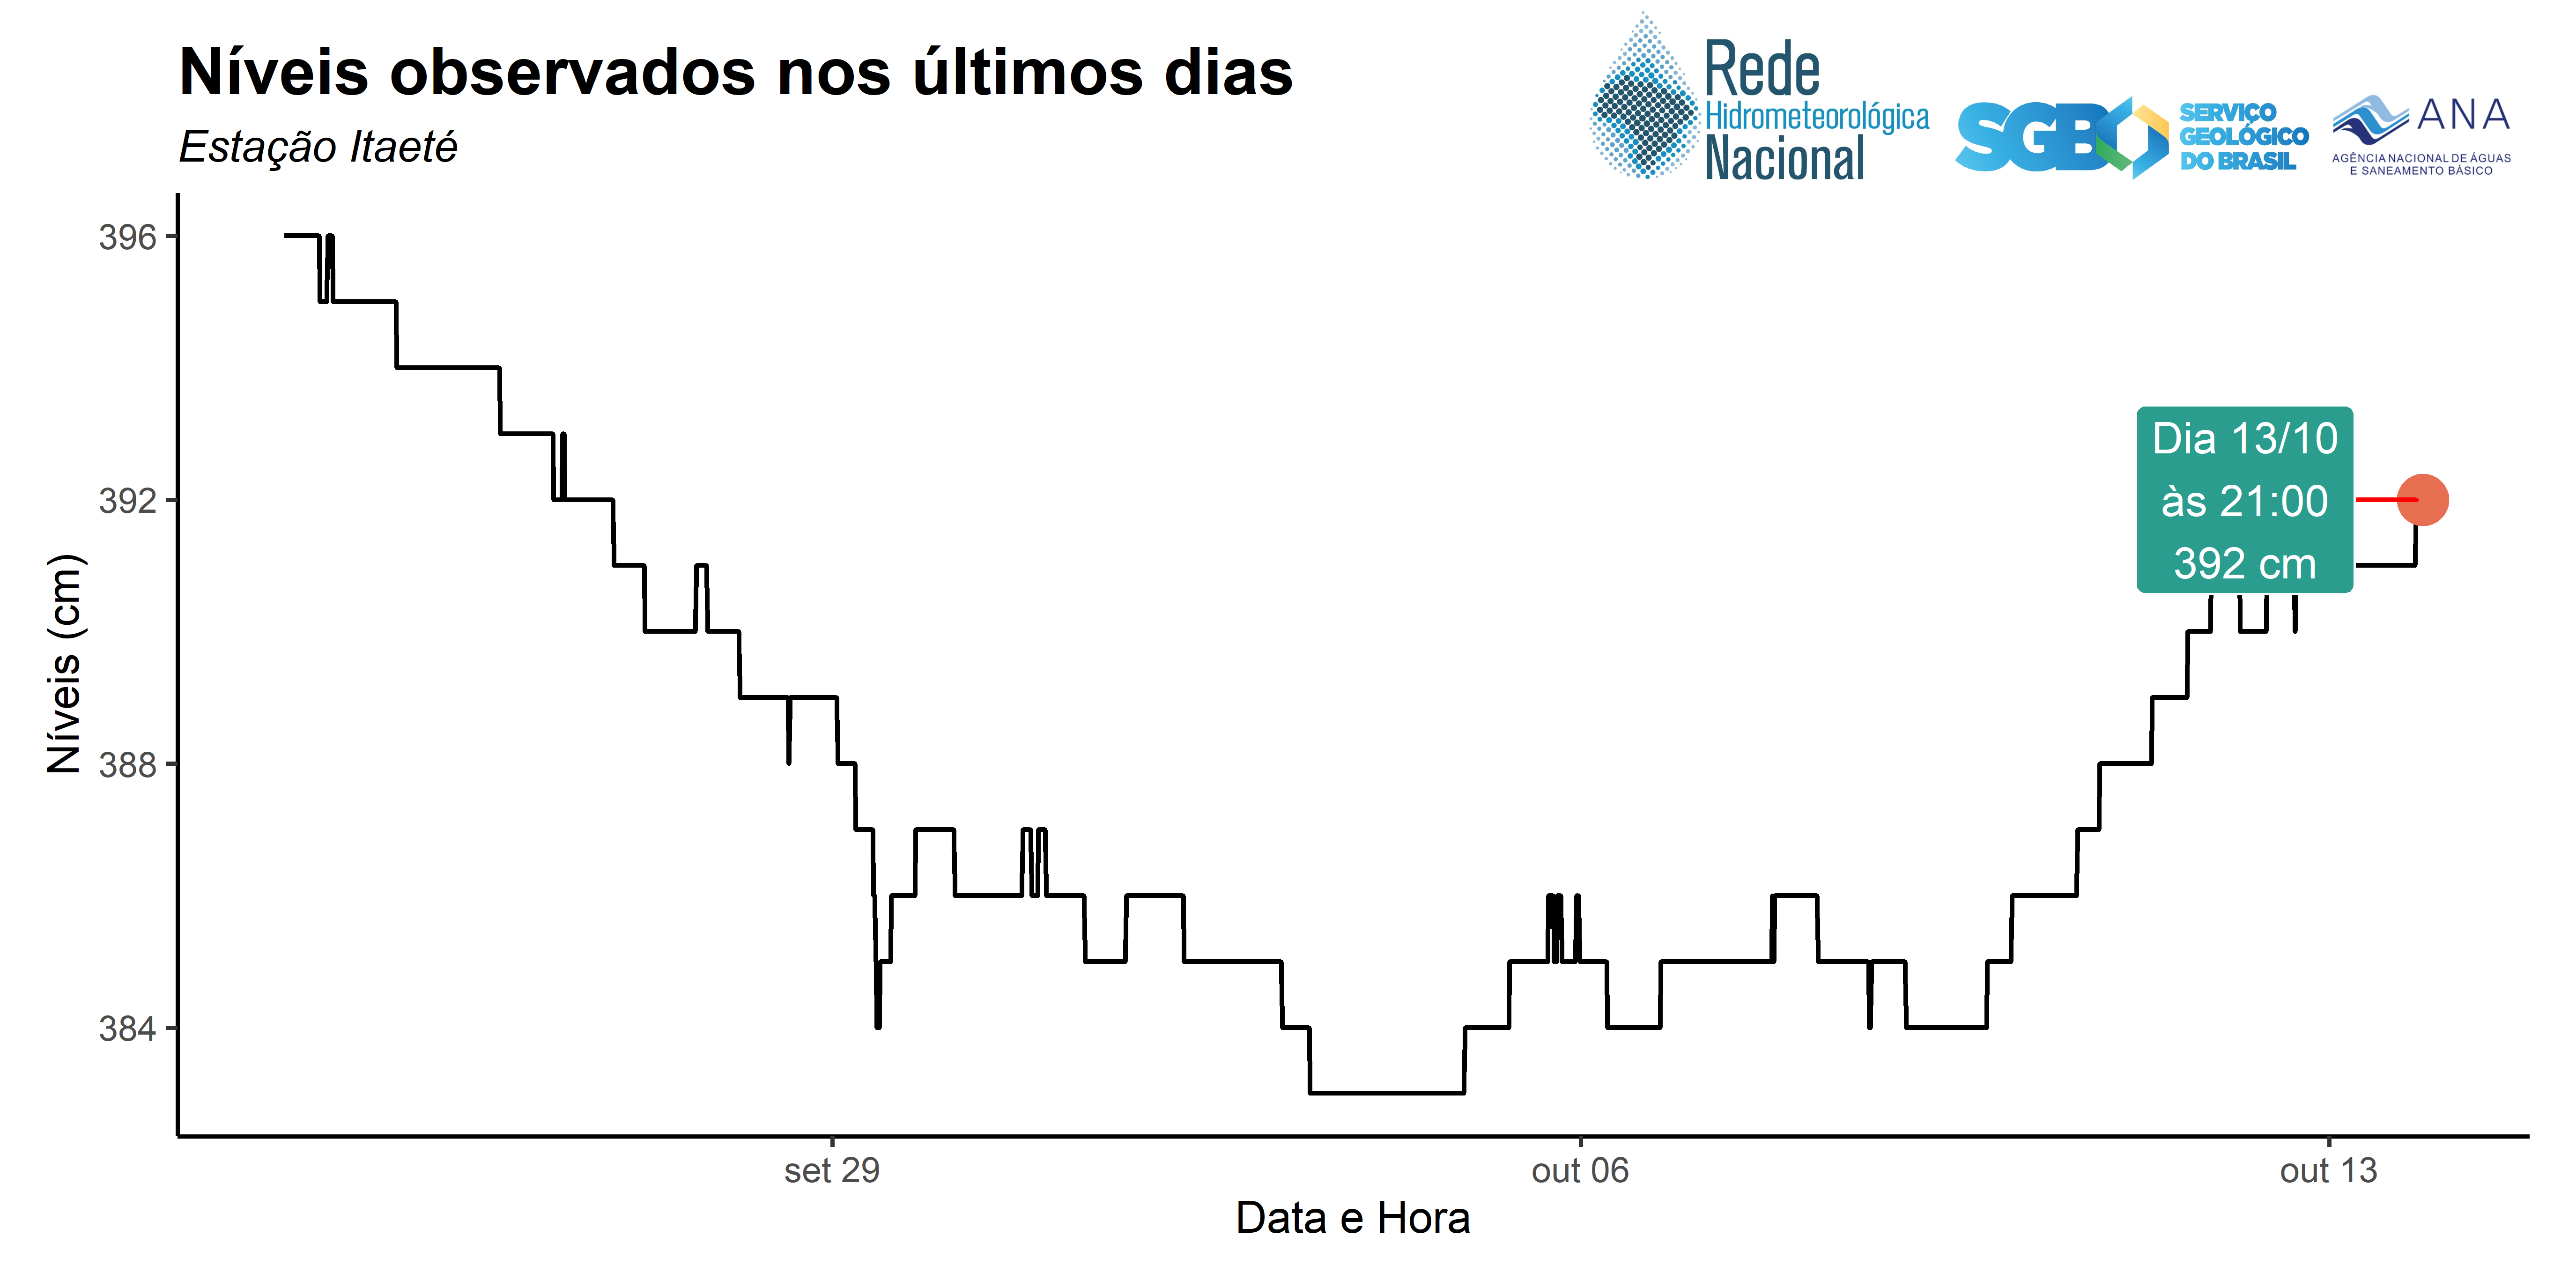 Níveis observados nos últimos dias
Estação Itaeté
Rede
Hidrometeorológica
Nacional
SGB
SERVIÇO
GEOLÓGICO
DO BRASIL
ANA
AGÊNCIA NACIONAL DE ÁGUAS
E SANEAMENTO BÁSICO
Níveis (cm)
396
392
388
384
Dia 13/10
às 21:00
392 cm
set 29
out 06
out 13
Data e Hora